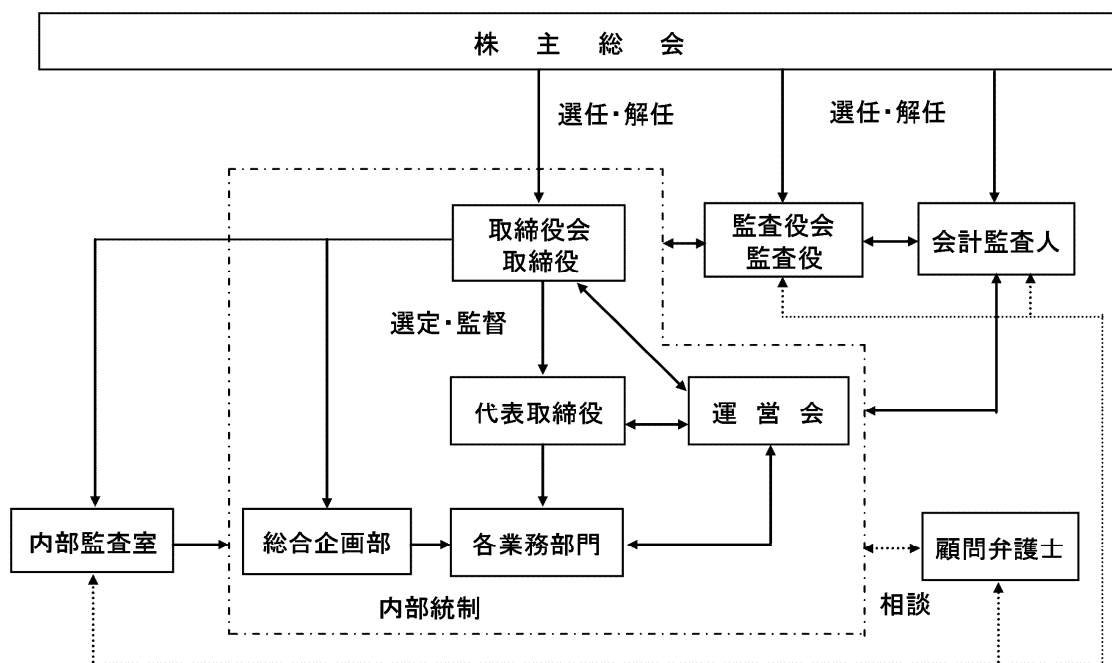 株 主 総 会
選任・解任
選任・解任
取締役会
取締役
監査役会
監査役
会計監査人
選定・監督
代表取締役
運 営 会
内部監査室
総合企画部
各業務部門
顧問弁護士
内部統制
相談